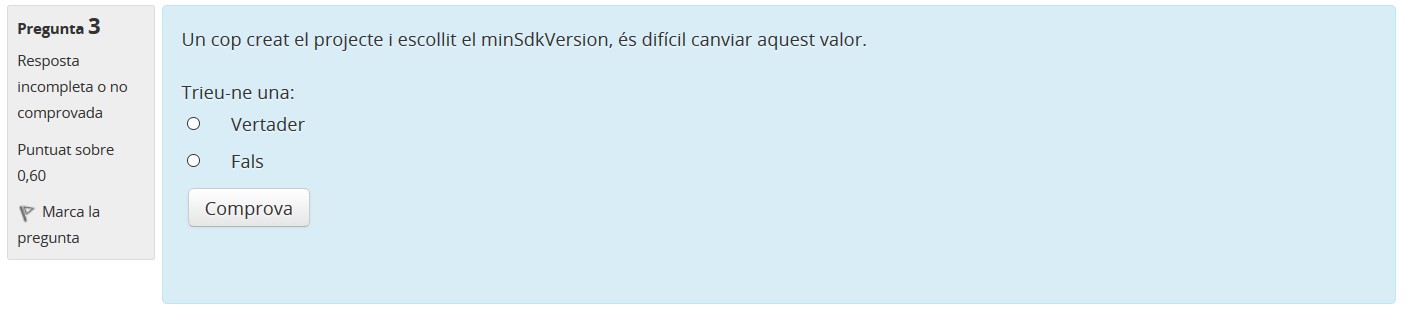 Pregunta 3
Resposta
incompleta o no
comprovada
Puntuat sobre
0,60
Marca la
pregunta
Un cop creat el projecte i escollit el minSdkVersion, és difícil canviar aquest valor.
Trieu-ne una:
Vertader
Fals
Comprova